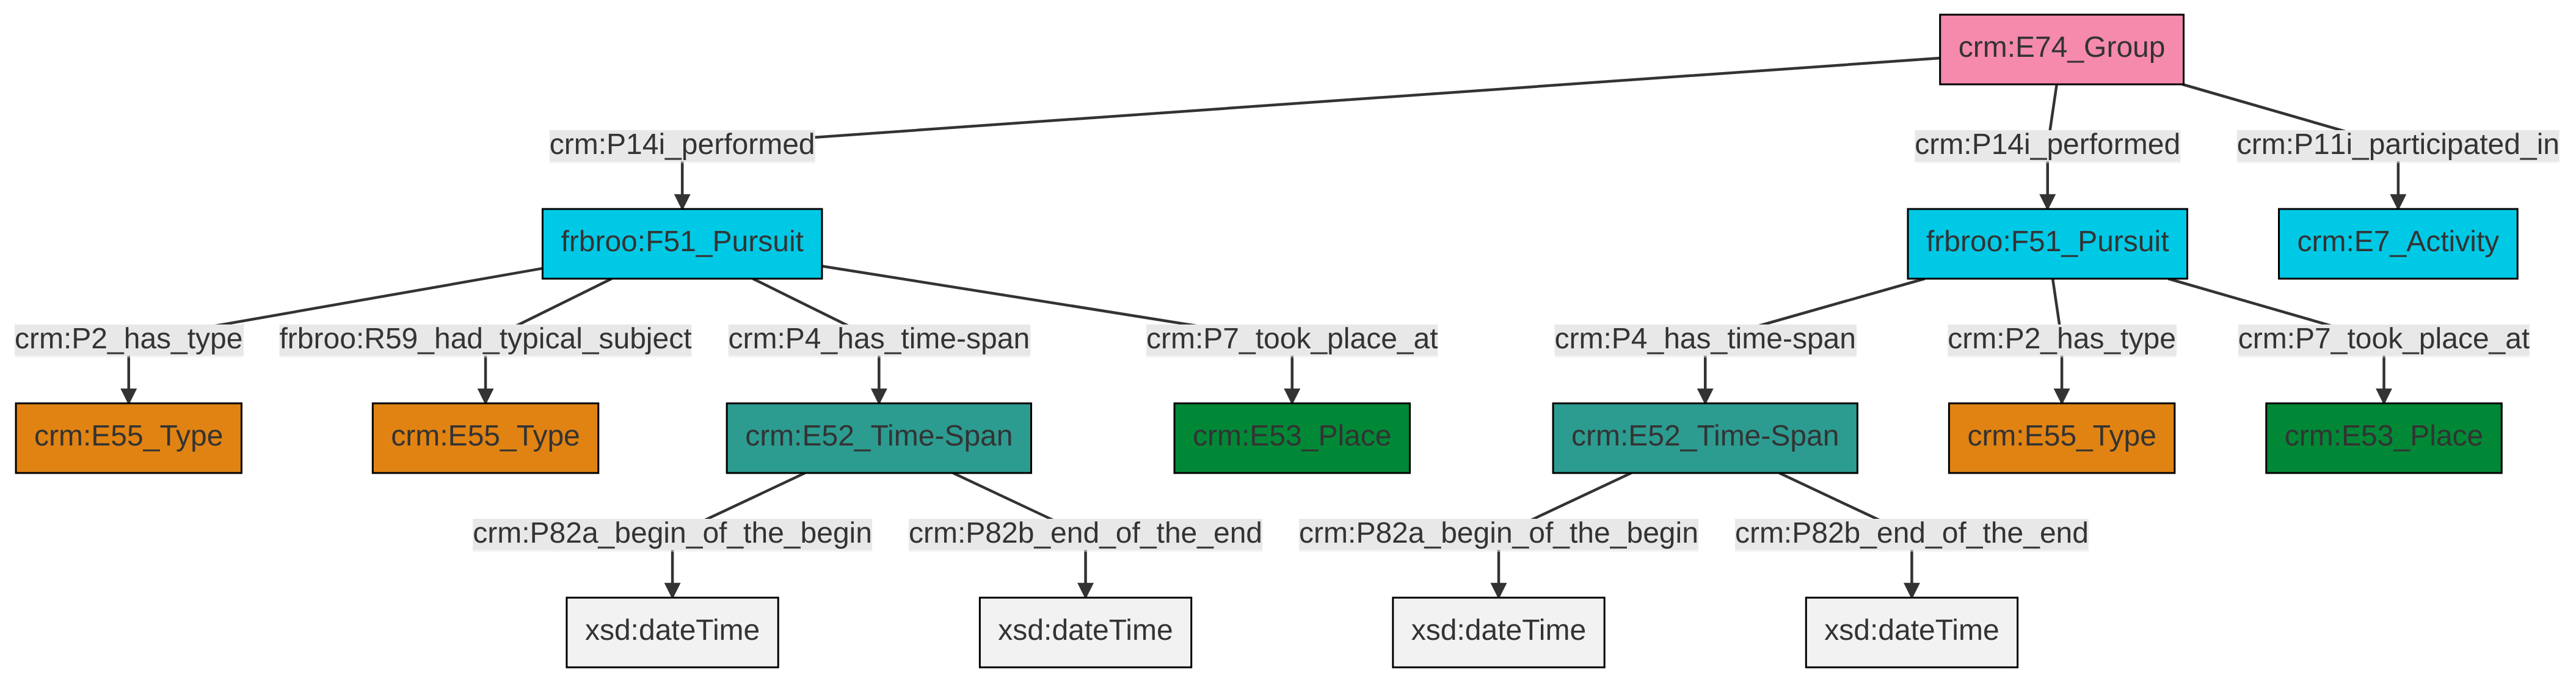 crm:E74_Group
crm:P14i_performed
crm:P14i_performed
crm:P11i_participated_in
frbroo:F51_Pursuit
frbroo:F51_Pursuit
crm:E7_Activity
crm:P2_has_type
frbroo:R59_had_typical_subject
crm:P4_has_time-span
crm:P7_took_place_at
crm:P4_has_time-span
crm:P2_has_type
crm:P7_took_place_at
crm:E55_Type
crm:E55_Type
crm:E52_Time-Span
crm:E53_Place
crm:E52_Time-Span
crm:E55_Type
crm:E53_Place
crm:P82a_begin_of_the_begin
crm:P82b_end_of_the_end
crm:P82a_begin_of_the_begin
crm:P82b_end_of_the_end
xsd:dateTime
xsd:dateTime
xsd:dateTime
xsd:dateTime